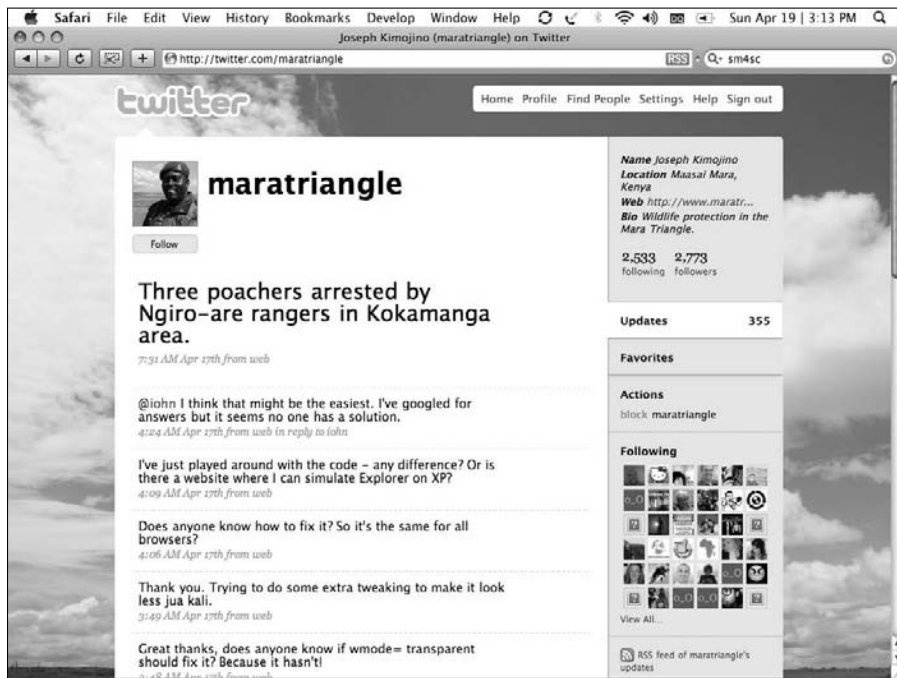 Safari File Edit View History Bookmarks Develop Window Help Sun Apr 19 | 3:13 PM
Joseph Kimojino (maratriangle) on Twitter
http://twitter.com/maratriangle RSS sm4sc
twitter
Home Profile Find People Settings Help Sign out
maratriangle
Follow
Three poachers arrested by
Ngiro-are rangers in Kokamanga
area.
7:31 AM Apr 17th from web
@iohn I think that might be the easiest. I've googled for
answers but it seems no one has a solution.
4:24 AM Apr 17th from web in reply to iohn
I've just played around with the code - any difference? Or is
there a website where I can simulate Explorer on XP?
4:09 AM Apr 17th from web
Does anyone know how to fix it? So it's the same for all
browsers?
4:06 AM Apr 17th from web
Thank you. Trying to do some extra tweaking to make it look
less jua kali.
3:49 AM Apr 17th from web
Great thanks, does anyone know if wmode= transparent
should fix it? Because it hasn't!
3:48 AM Apr 17th from web
Name Joseph Kimojino
Location Maasai Mara,
Kenya
Web http://www.maratr...
Bio Wildlife protection in the
Mara Triangle.
2,533 2,773
following followers
Updates 355
Favorites
Actions
block maratriangle
Following
View All...
RSS feed of maratriangle's
updates